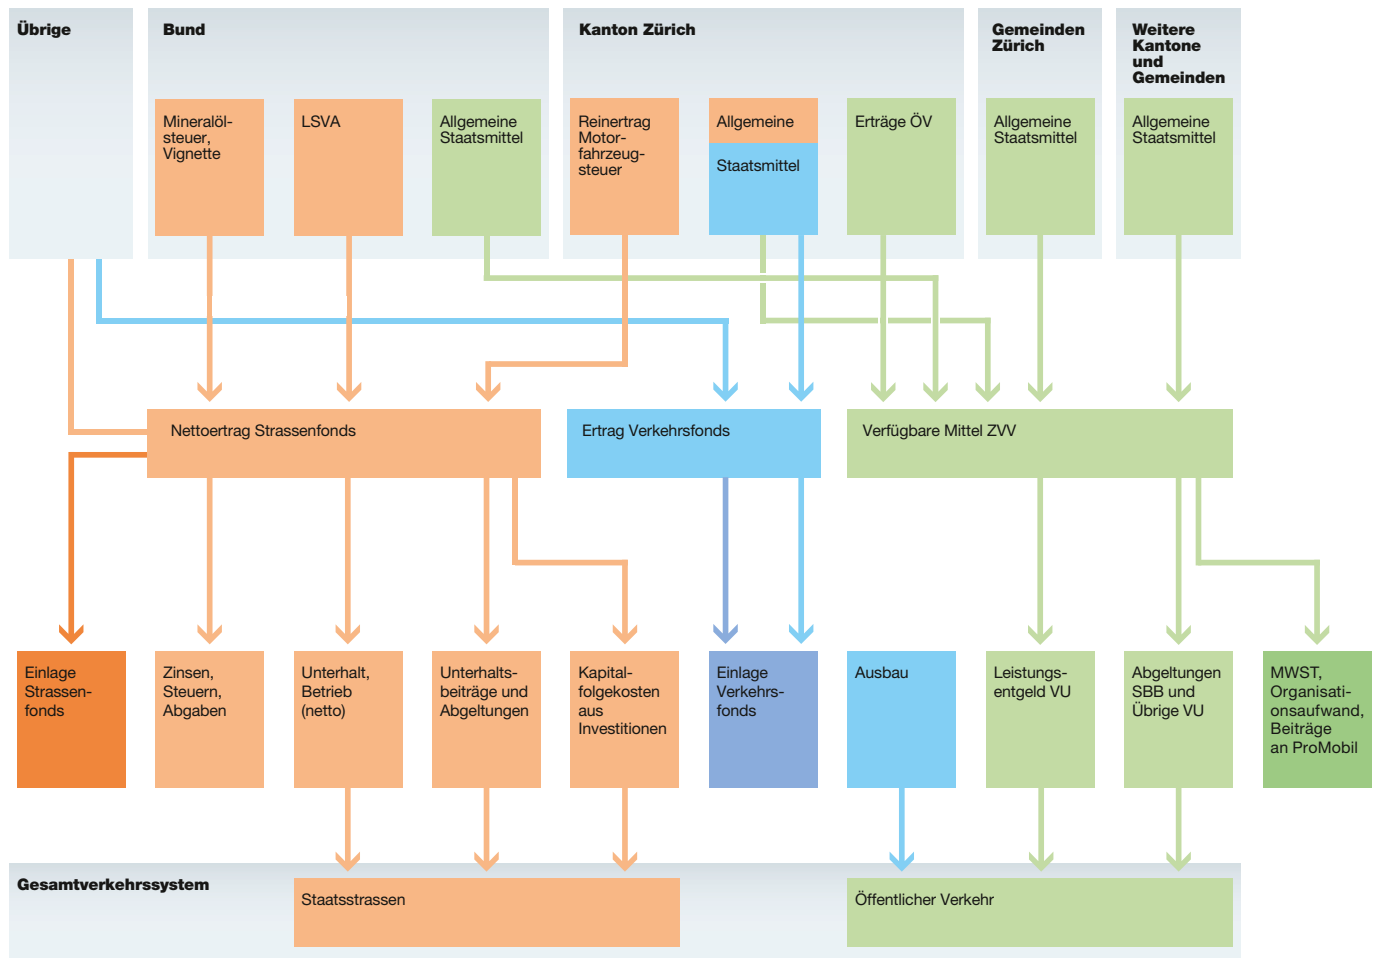 Übrige
Bund
Kanton Zürich
Gemeinden
Zürich
Weitere
Kantone
und
Gemeinden
Mineralöl-
steuer,
Vignette
LSVA
Allgemeine
Staatsmittel
Reinertrag
Motor-
fahrzeug-
steuer
Allgemeine
Staatsmittel
Erträge ÖV
Allgemeine
Staatsmittel
Allgemeine
Staatsmittel
Nettoertrag Strassenfonds
Ertrag Verkehrsfonds
Verfügbare Mittel ZVV
Einlage
Strassen-
fonds
Zinsen,
Steuern,
Abgaben
Unterhalt,
Betrieb
(netto)
Unterhalts-
beiträge und
Abgeltungen
Kapital-
folgekosten
aus
Investitionen
Einlage
Verkehrs-
fonds
Ausbau
Leistungs-
entgeld VU
Abgeltungen
SBB und
Übrige VU
MWST,
Organisati-
onsaufwand,
Beiträge
an ProMobil
Gesamtverkehrssystem
Staatsstrassen
Öffentlicher Verkehr